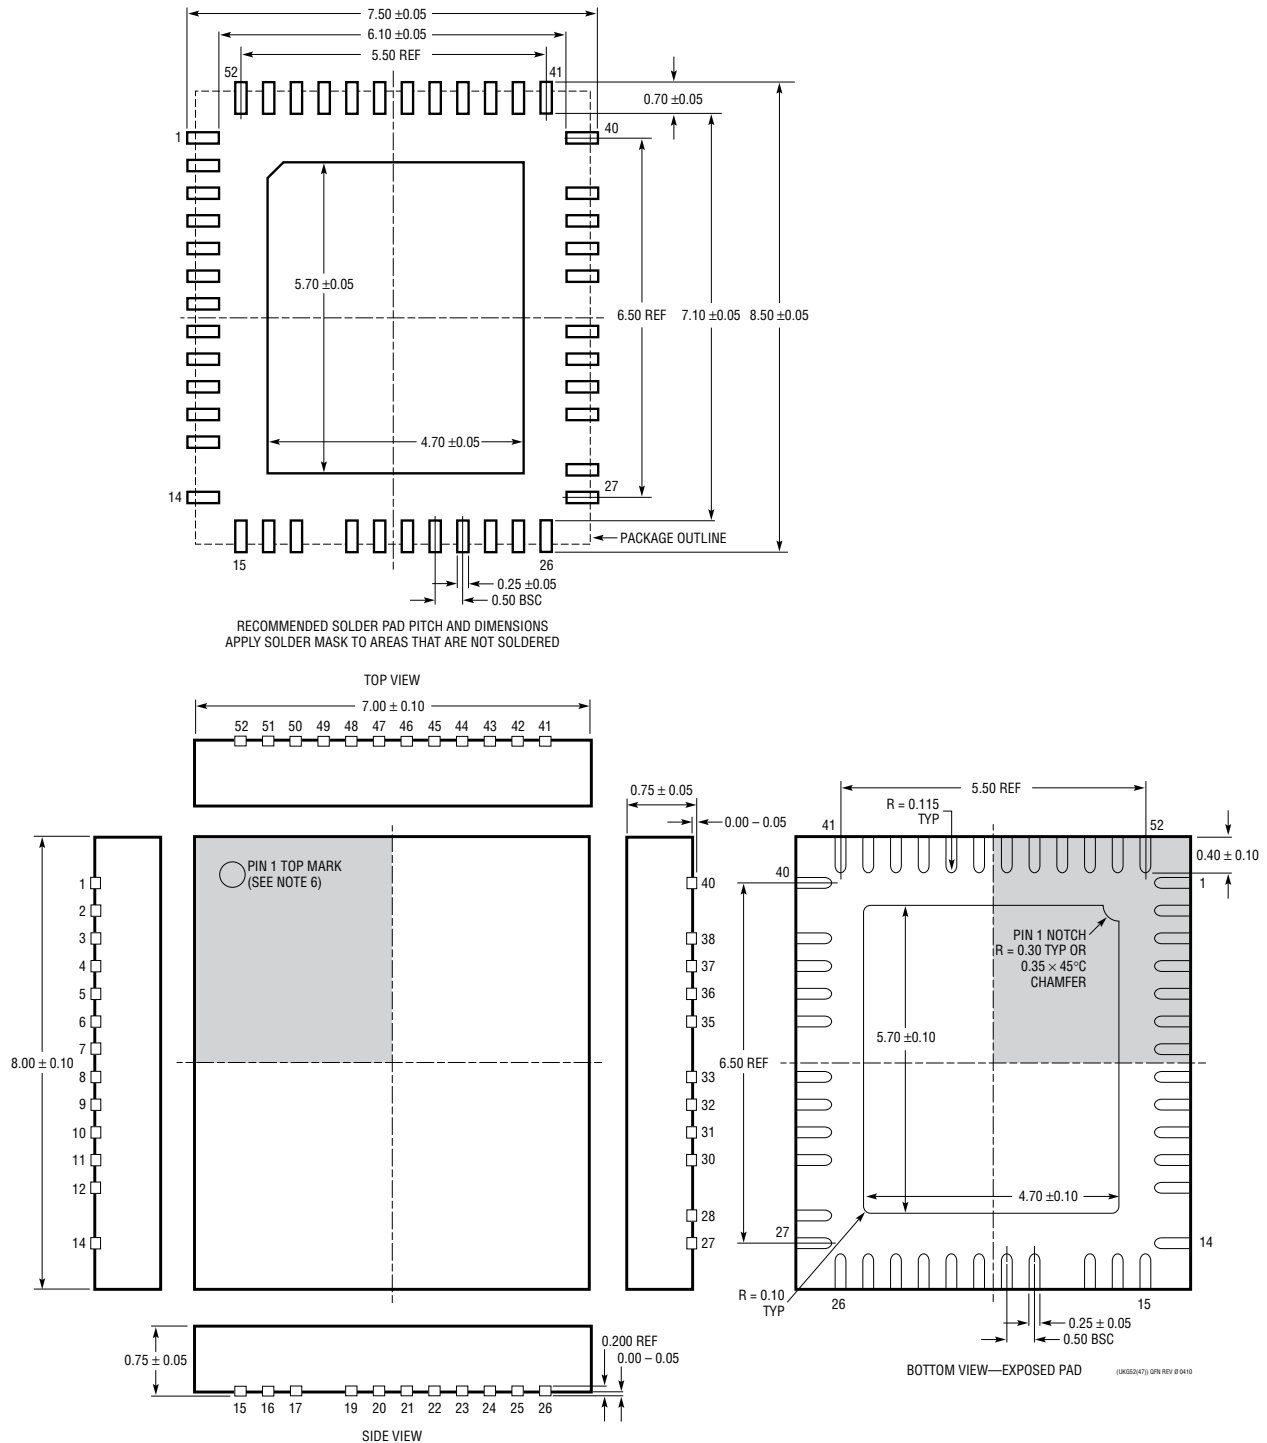 7.50 ±0.05
6.10 ±0.05
5.50 REF
52
41
0.70 ±0.05
1
40
5.70 ±0.05
6.50 REF
7.10 ±0.05
8.50 ±0.05
4.70 ±0.05
14
27
PACKAGE OUTLINE
15
26
0.25 ±0.05
0.50 BSC
RECOMMENDED SOLDER PAD PITCH AND DIMENSIONS
APPLY SOLDER MASK TO AREAS THAT ARE NOT SOLDERED
TOP VIEW
7.00 ± 0.10
52 51 50 49 48 47 46 45 44 43 42 41
8.00 ± 0.10
1
2
3
4
5
6
7
8
9
10
11
12
14
PIN 1 TOP MARK
(SEE NOTE 6)
0.75 ± 0.05
0.00 – 0.05
40
38
37
36
35
33
32
31
30
28
27
0.75 ± 0.05
0.200 REF
0.00 – 0.05
15 16 17 19 20 21 22 23 24 25 26
SIDE VIEW
5.50 REF
R = 0.115
TYP
41
52
0.40 ± 0.10
40
1
PIN 1 NOTCH
R = 0.30 TYP OR
0.35 × 45°C
CHAMFER
5.70 ±0.10
6.50 REF
4.70 ±0.10
27
14
R = 0.10
TYP
26
15
0.25 ± 0.05
0.50 BSC
BOTTOM VIEW—EXPOSED PAD
(UKG52(47)) QFN REV Ø 0410